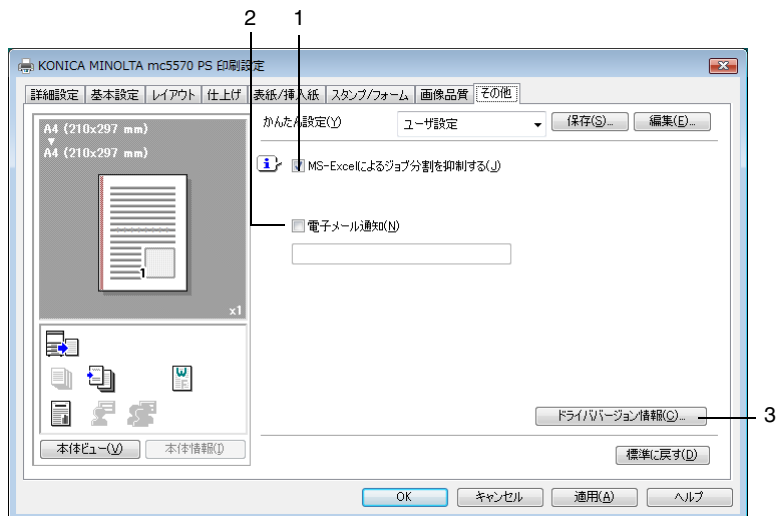 2 1
KONICA MINOLTA mc5570 PS 印刷設定
詳細設定 基本設定 レイアウト 仕上げ 表紙/挿入紙 スタンプ/フォーム 画像品質 その他
A4 (210x297 mm)
A4 (210x297 mm)
1
x1
かんたん設定(Y) ユーザ設定 保存(S)... 編集(E)...
MS-Excelによるジョブ分割を抑制する(J)
電子メール通知(N)
W
F
ドライババージョン情報(C)... 3
本体ビュー(V) 本体情報(I) 標準に戻す(D)
OK キャンセル 適用(A) ヘルプ